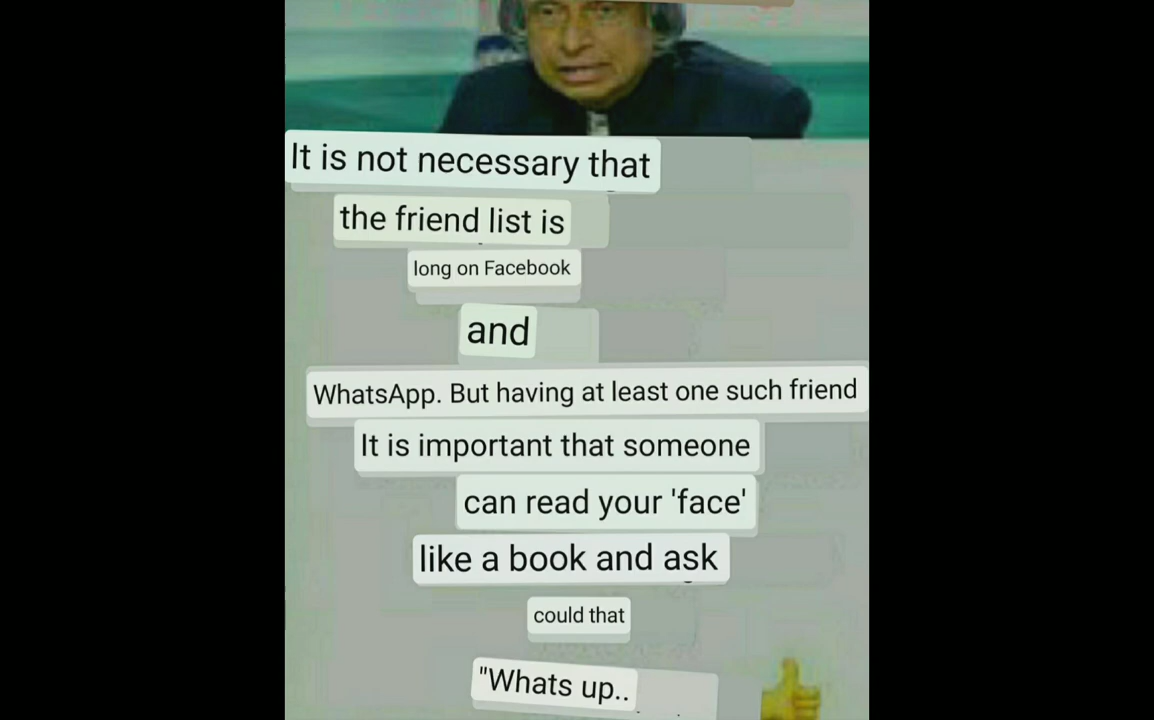 It is not necessary that
the friend list is
long on Facebook
and
WhatsApp. But having at least one such friend
It is important that someone
can read your 'face'
like a book and ask
could that
"Whats up..